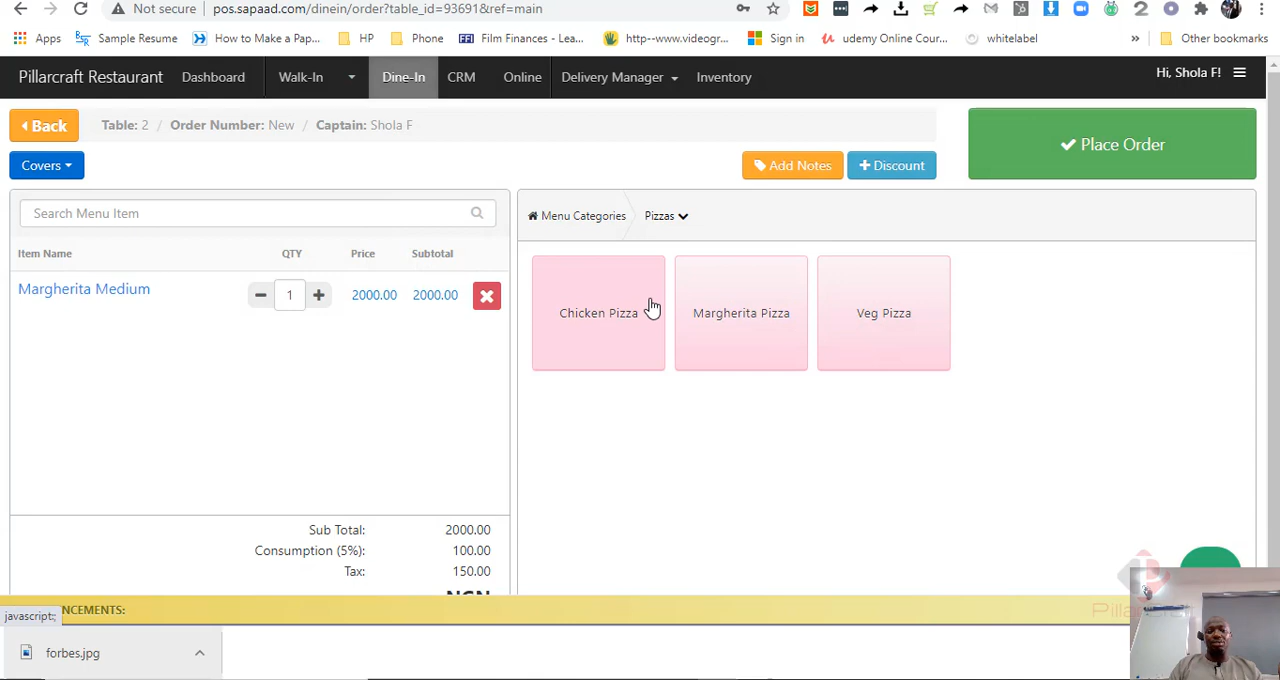 Not secure | pos.sapaad.com/dinein/order?table_id=93691&ref=main
Apps Sample Resume How to Make a Pap... HP Phone FFI Film Finances - Lea... http--www.videogr... Sign in udemy Online Cour... whitelabel » Other bookmarks
Pillarcraft Restaurant Dashboard Walk-In Dine-In CRM Online Delivery Manager Inventory Hi, Shola F!
Back Table: 2 / Order Number: New / Captain: Shola F
Place Order
Covers Add Notes + Discount
Search Menu Item
Menu Categories Pizzas
Item Name QTY Price Subtotal
Margherita Medium 1 2000.00 2000.00
Chicken Pizza Margherita Pizza Veg Pizza
Sub Total: 2000.00
Consumption (5%): 100.00
Tax: 150.00
NGN
NCEMENTS:
javascript:;
forbes.jpg